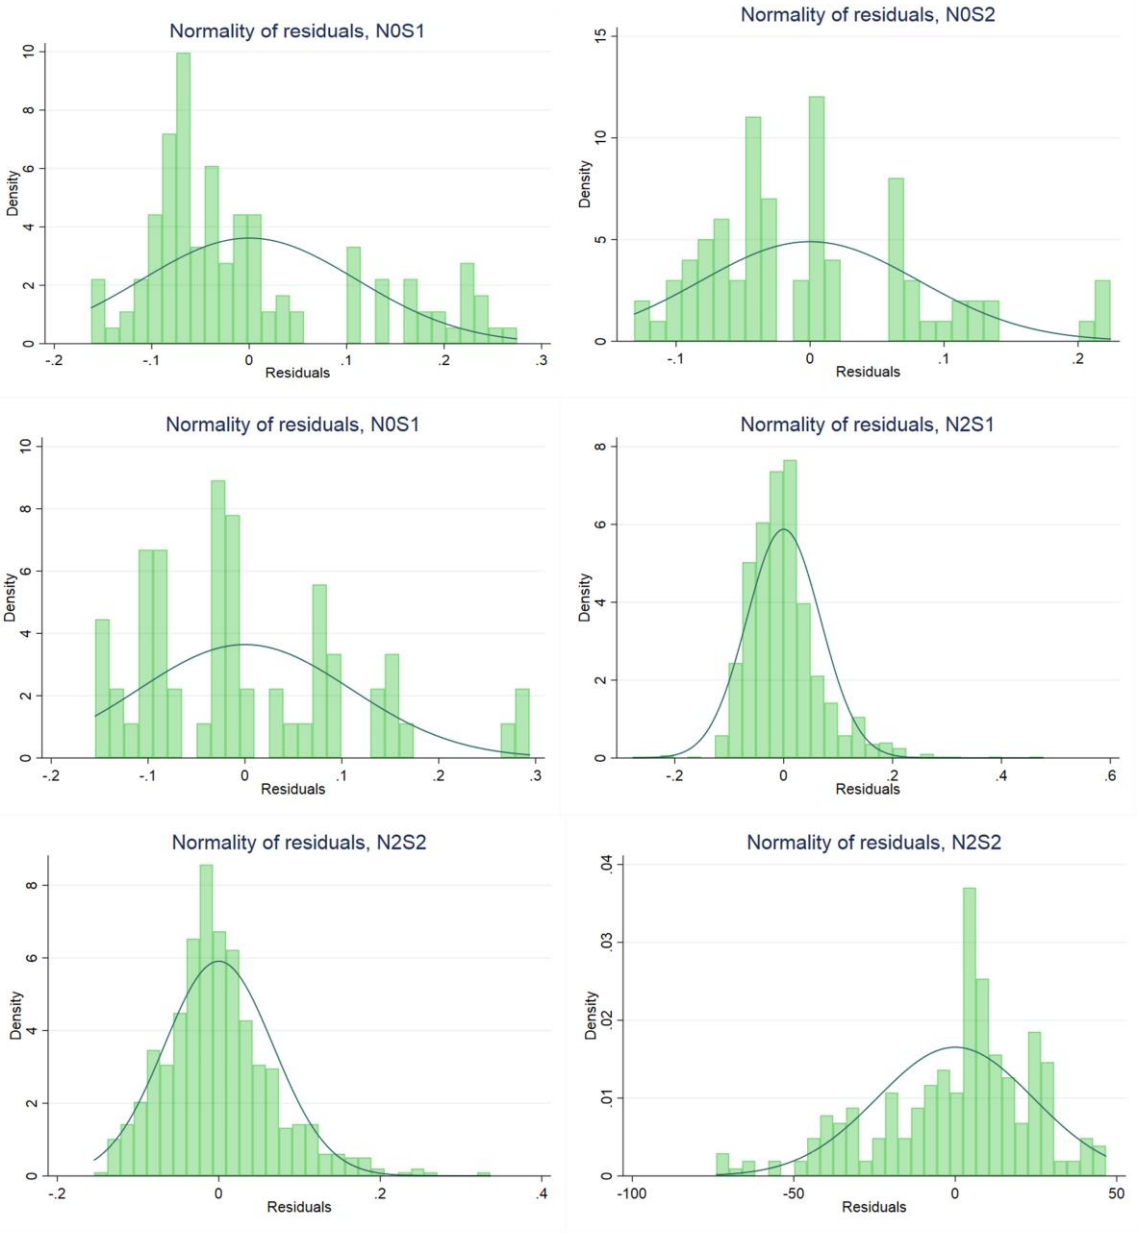 Normality of residuals, N0S1
10
8
6
4
2
0
Density
-.2 -.1 0 .1 .2 .3
Residuals
Normality of residuals, N0S2
15
10
5
0
Density
-.1 0 .1 .2
Residuals
Normality of residuals, N0S1
10
8
6
4
2
0
Density
-.2 -.1 0 .1 .2 .3
Residuals
Normality of residuals, N2S1
8
6
4
2
0
Density
-.2 0 .2 .4 .6
Residuals
Normality of residuals, N2S2
8
6
4
2
0
Density
-.2 0 .2 .4
Residuals
Normality of residuals, N2S2
.04
.03
.02
.01
0
Density
-100 -50 0 50
Residuals